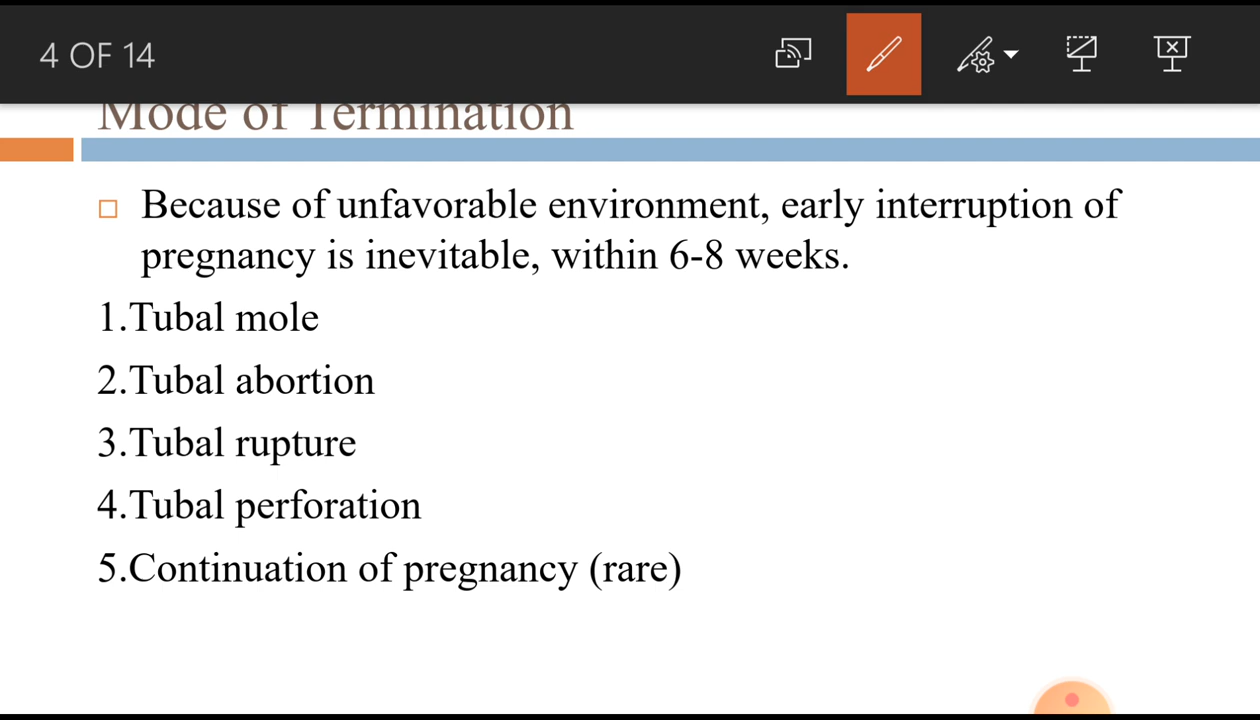 4 OF 14
Mode of Termination
Because of unfavorable environment, early interruption of
pregnancy is inevitable, within 6-8 weeks.
1.Tubal mole
2.Tubal abortion
3.Tubal rupture
4.Tubal perforation
5.Continuation of pregnancy (rare)